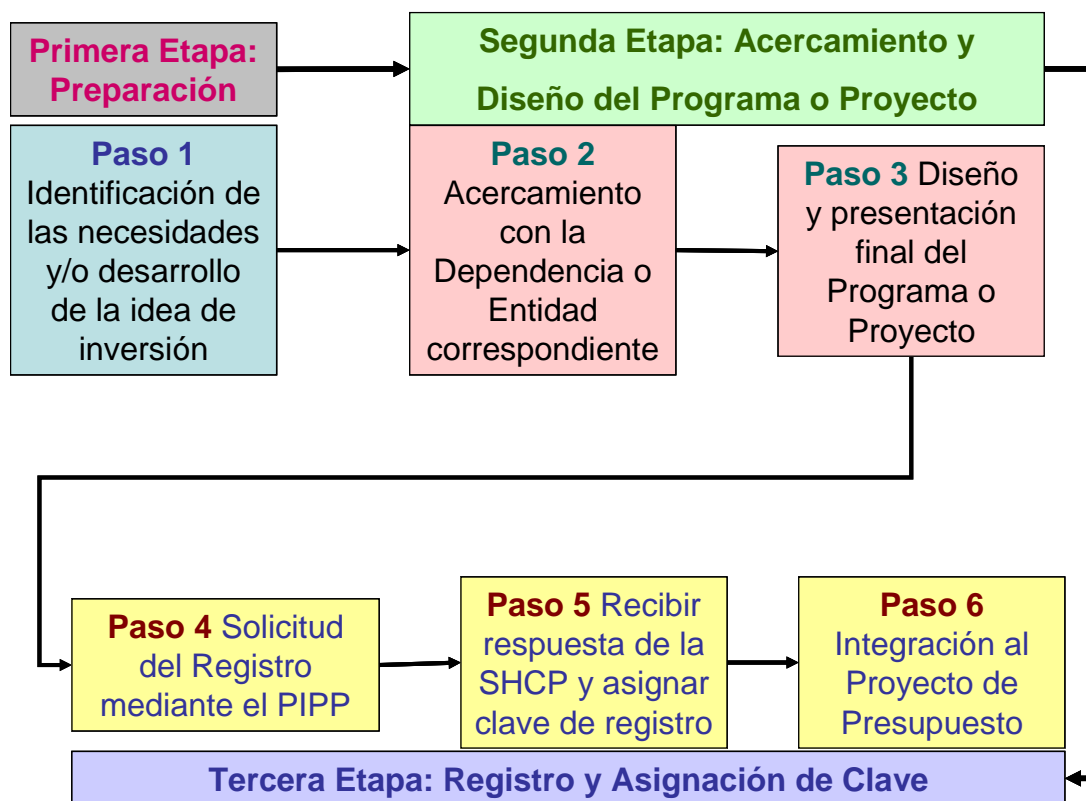 Primera Etapa:
Preparación
Segunda Etapa: Acercamiento y
Diseño del Programa o Proyecto
Paso 1
Identificación de
las necesidades
y/o desarrollo
de la idea de
inversión
Paso 2
Acercamiento
con la
Dependencia o
Entidad
correspondiente
Paso 3 Diseño
y presentación
final del
Programa o
Proyecto
Paso 4 Solicitud
del Registro
mediante el PIPP
Paso 5 Recibir
respuesta de la
SHCP y asignar
clave de registro
Paso 6
Integración al
Proyecto de
Presupuesto
Tercera Etapa: Registro y Asignación de Clave